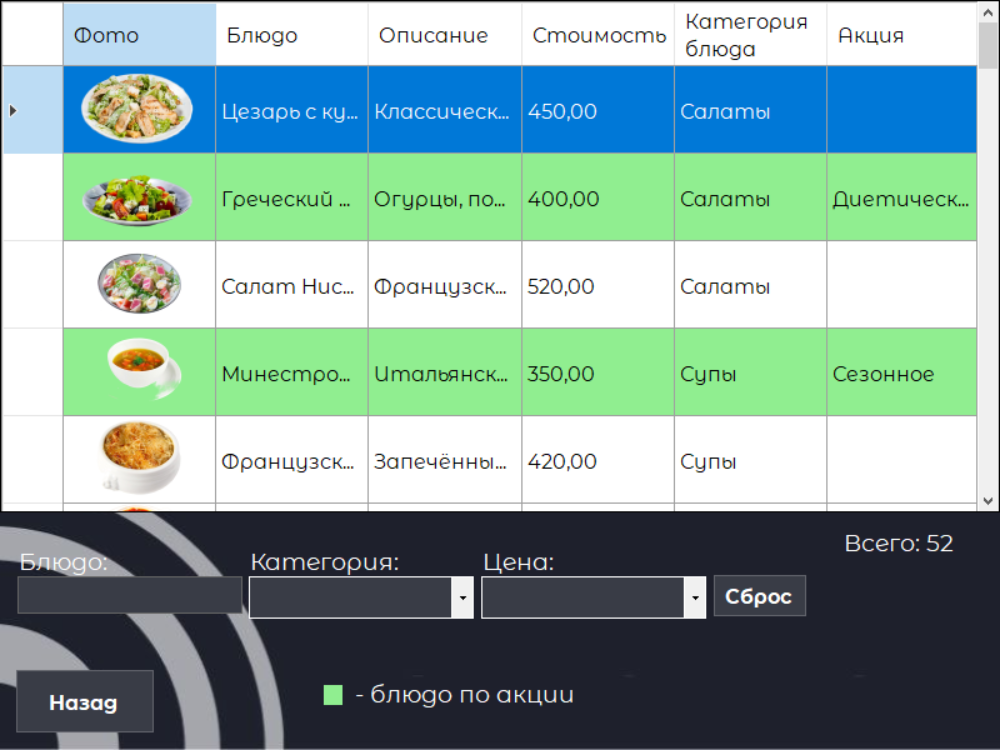 Фото Блюдо Описание Стоимость Категория блюда Акция
Цезарь с ку... Классическ... 450,00 Салаты
Греческий ... Огурцы, по... 400,00 Салаты Диетическ...
Салат Нис... Французск... 520,00 Салаты
Минестро... Итальянск... 350,00 Супы Сезонное
Французск... Запечённы... 420,00 Супы
Всего: 52
Блюдо: Категория: Цена:
Сброс
Назад
- блюдо по акции